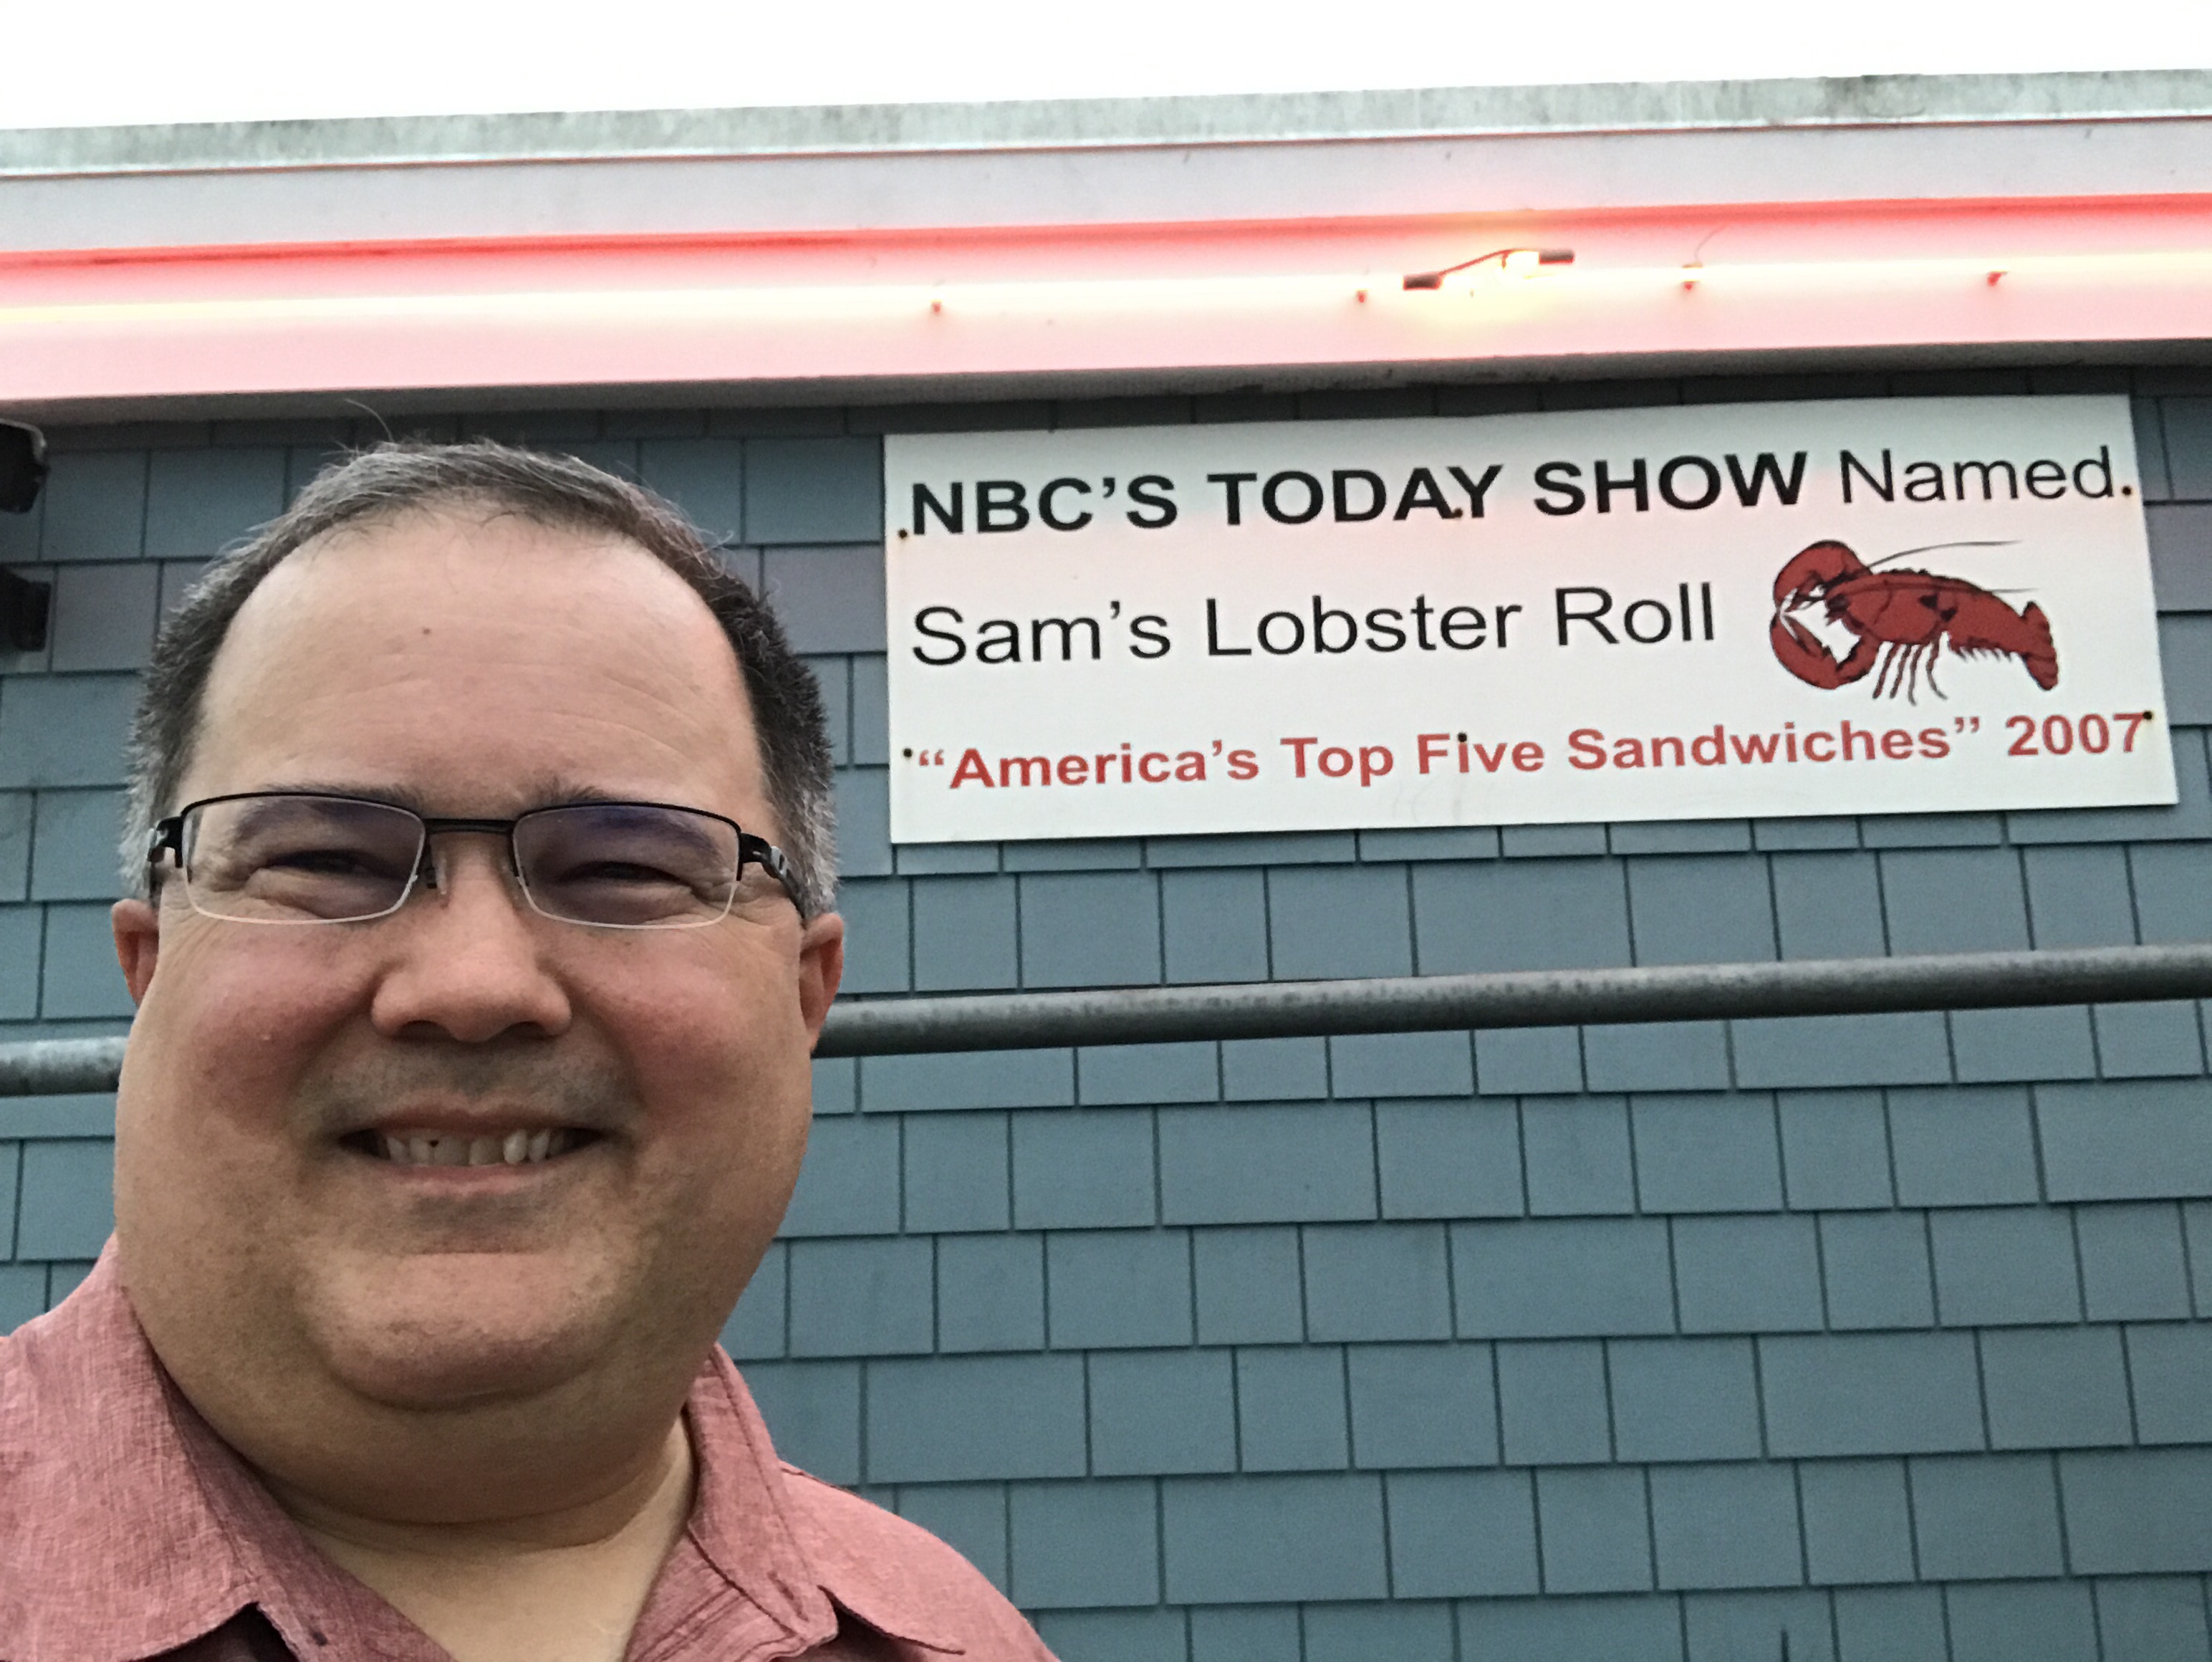 NBC'S TODAY SHOW Named
Sam's Lobster Roll
"America's Top Five Sandwiches" 2007